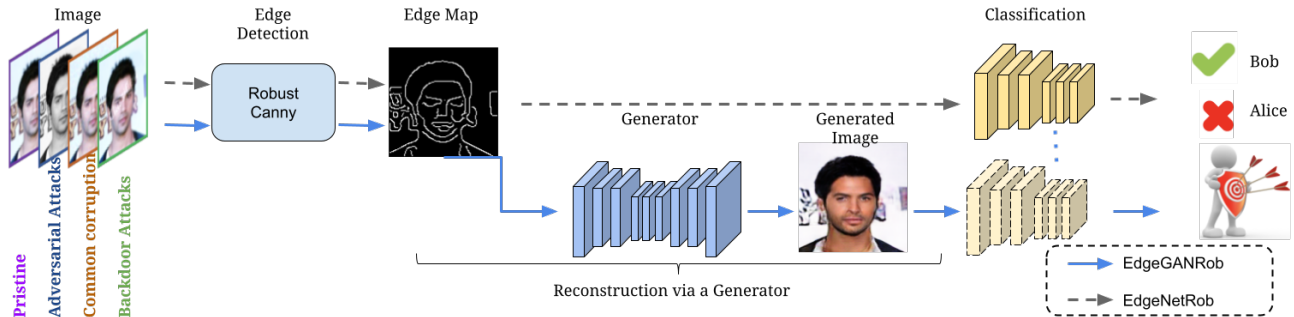 Image
Edge
Detection
Edge Map
Classification
Robust
Canny
Generator
Generated
Image
Bob
Alice
Pristine
Adversarial Attacks
Common corruption
Backdoor Attacks
Reconstruction via a Generator
EdgeGANRob
EdgeNetRob